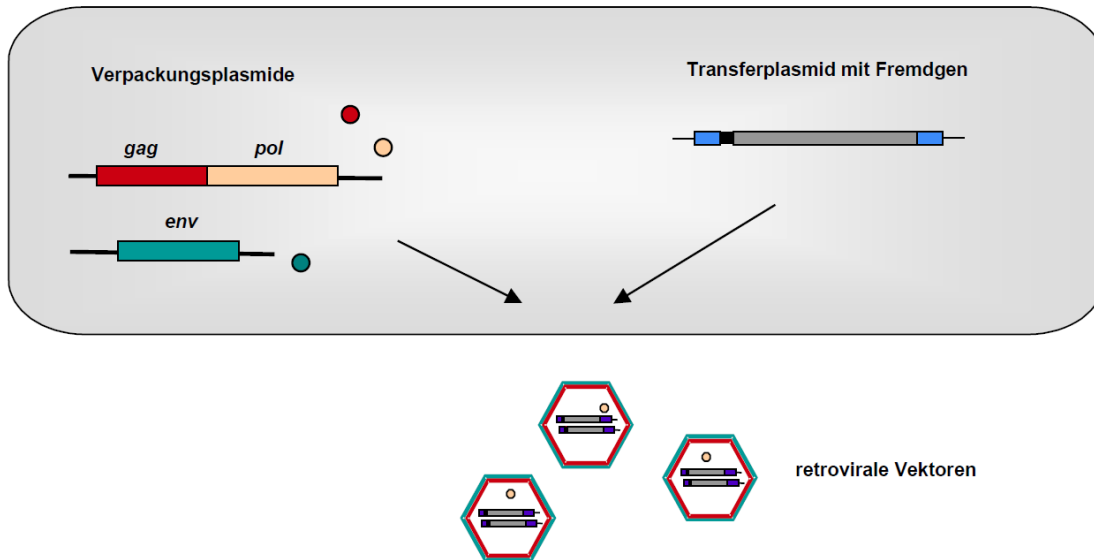 Verpackungsplasmide
Transferplasmid mit Fremdgen
gag pol
env
retrovirale Vektoren